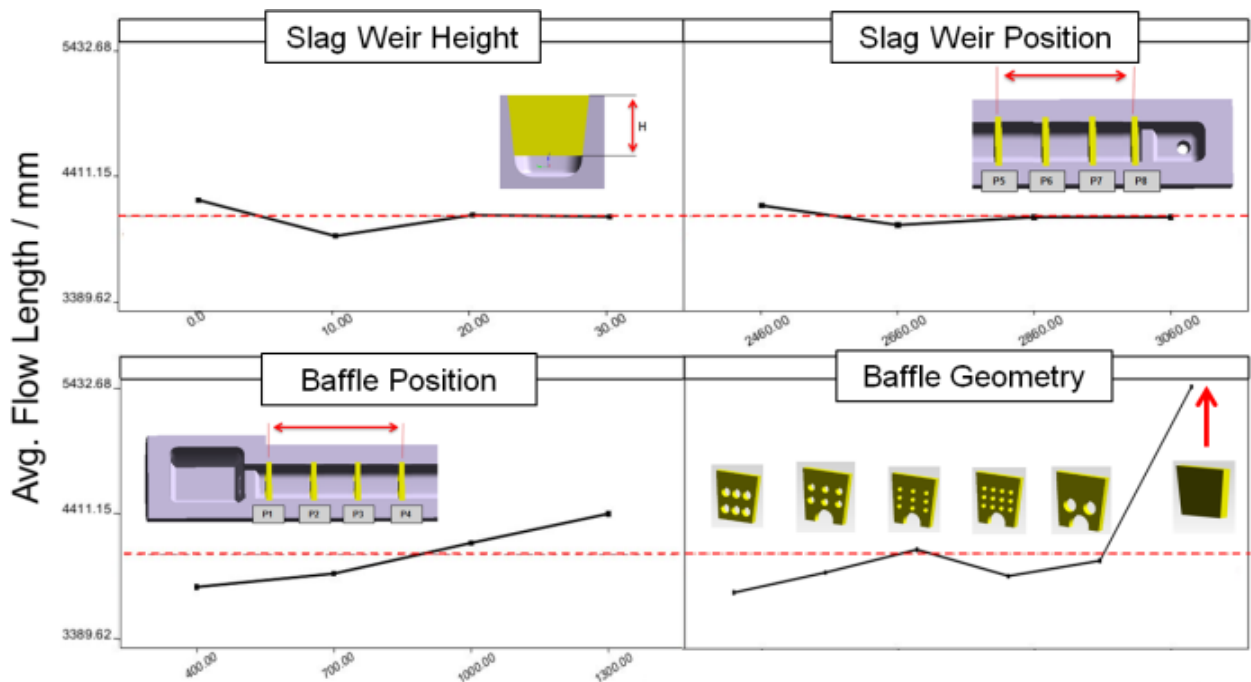 Slag Weir Height
Slag Weir Position
5432.68
4411.15
3389.62
H
P5 P6 P7 P8
0.0 10.00 20.00 30.00
2460.00 2660.00 2860.00 3060.00
Avg. Flow Length / mm
Baffle Position
Baffle Geometry
5432.68
4411.15
3389.62
P1 P2 P3 P4
400.00 700.00 1000.00 1300.00